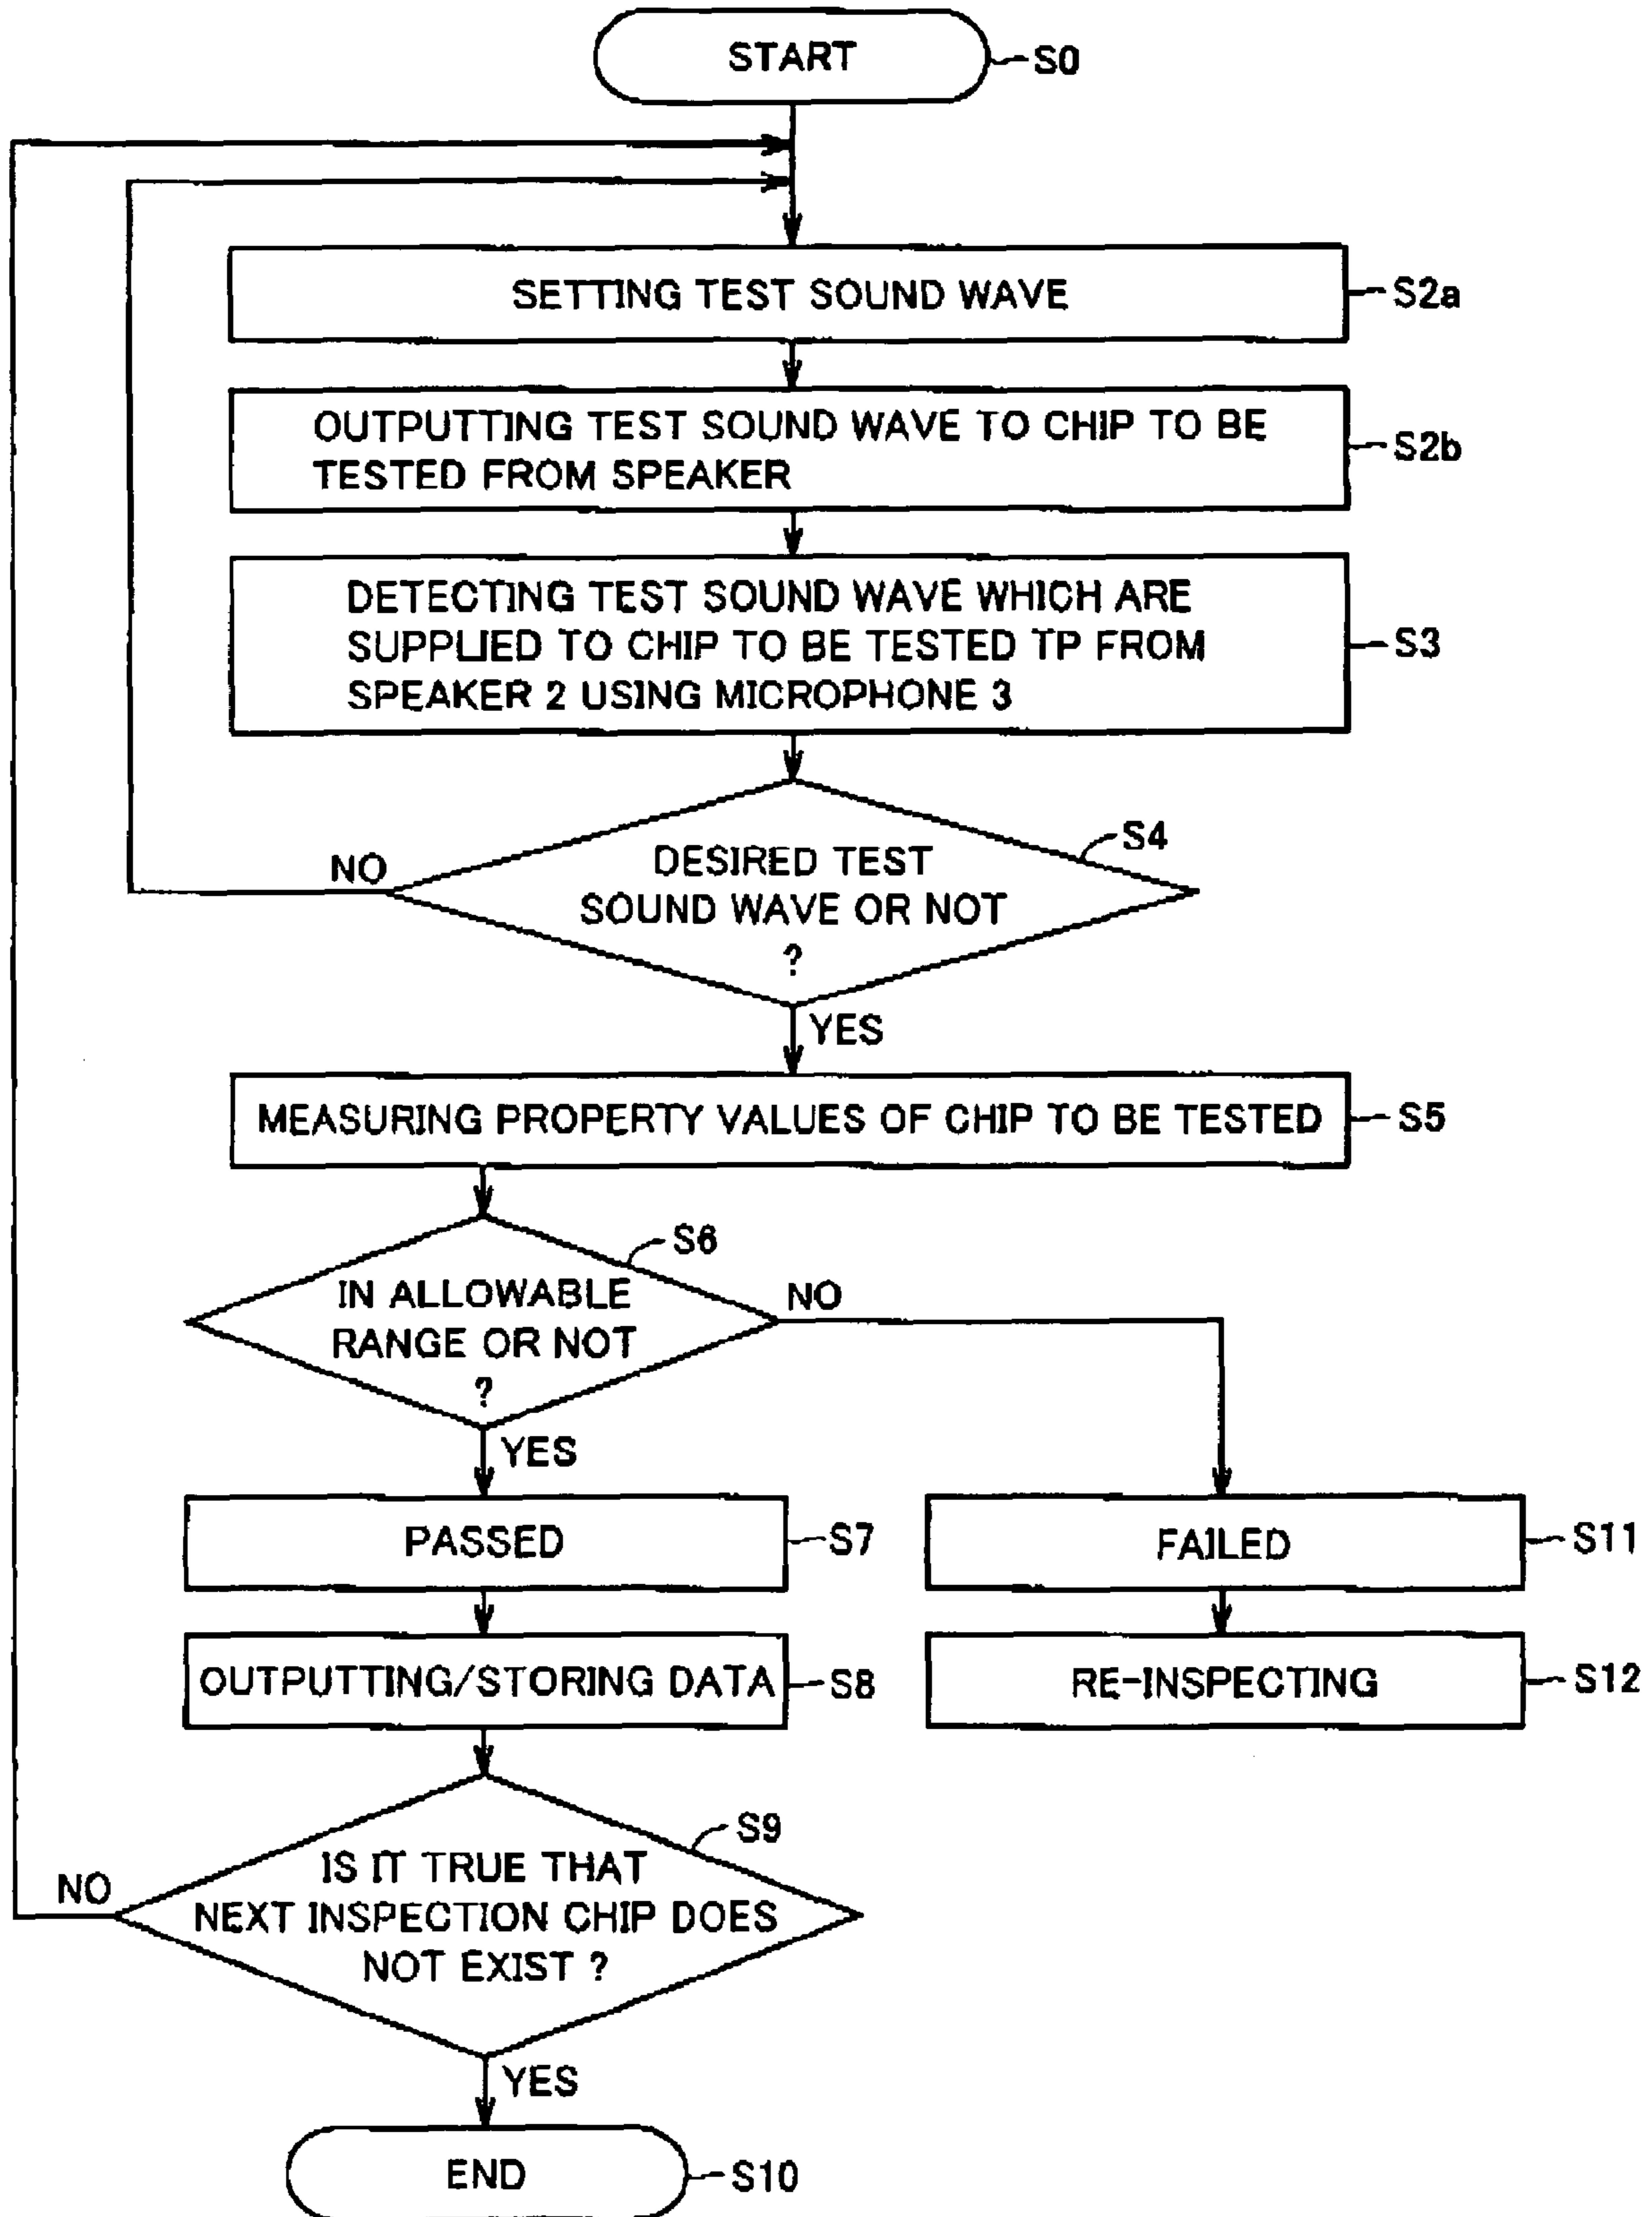 START
S0
SETTING TEST SOUND WAVE
S2a
OUTPUTTING TEST SOUND WAVE TO CHIP TO BE
TESTED FROM SPEAKER
S2b
DETECTING TEST SOUND WAVE WHICH ARE
SUPPLIED TO CHIP TO BE TESTED TP FROM
SPEAKER 2 USING MICROPHONE 3
S3
S4
NO
DESIRED TEST
SOUND WAVE OR NOT
?
YES
MEASURING PROPERTY VALUES OF CHIP TO BE TESTED
S5
S6
NO
IN ALLOWABLE
RANGE OR NOT
?
YES
PASSED
S7
FAILED
S11
OUTPUTTING/STORING DATA
S8
RE-INSPECTING
S12
S9
NO
IS IT TRUE THAT
NEXT INSPECTION CHIP DOES
NOT EXIST ?
YES
END
S10